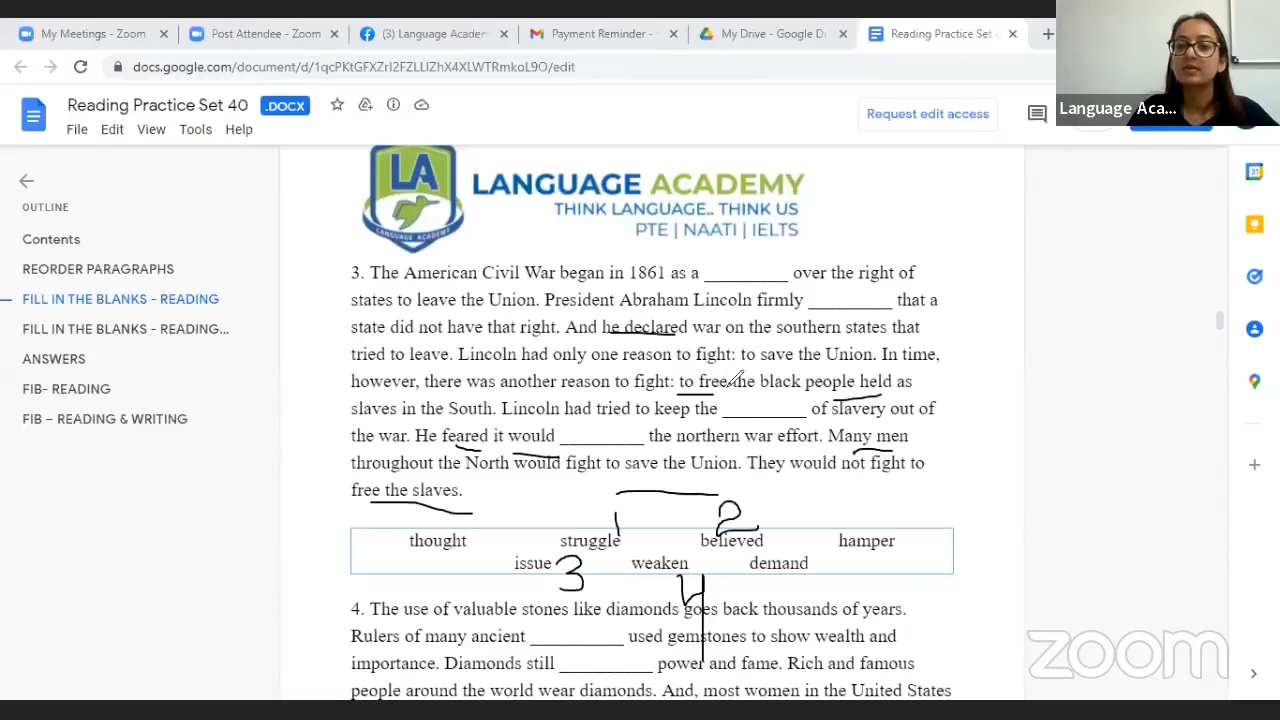 My Meetings - Zoom
Post Attendee - Zoom
(3) Language Acader
Payment Reminder -
My Drive - Google D
Reading Practice Set
docs.google.com/document/d/1qcPKtGFXZrI2FZLLlZhX4XLWTRmkoL9O/edit
Language Aca...
Reading Practice Set 40 .DOCX
Request edit access
File Edit View Tools Help
OUTLINE
Contents
REORDER PARAGRAPHS
FILL IN THE BLANKS - READING
FILL IN THE BLANKS - READING...
ANSWERS
FIB- READING
FIB – READING & WRITING
LA
LANGUAGE ACADEMY
THINK LANGUAGE.. THINK US
PTE | NAATI | IELTS
3. The American Civil War began in 1861 as a _________ over the right of
states to leave the Union. President Abraham Lincoln firmly _________ that a
state did not have that right. And he declared war on the southern states that
tried to leave. Lincoln had only one reason to fight: to save the Union. In time,
however, there was another reason to fight: to free the black people held as
slaves in the South. Lincoln had tried to keep the _________ of slavery out of
the war. He feared it would _________ the northern war effort. Many men
throughout the North would fight to save the Union. They would not fight to
free the slaves.
1 2
thought struggle believed hamper
issue weaken demand
3 4
4. The use of valuable stones like diamonds goes back thousands of years.
Rulers of many ancient __________ used gemstones to show wealth and
importance. Diamonds still __________ power and fame. Rich and famous
people around the world wear diamonds. And, most women in the United States
zoom